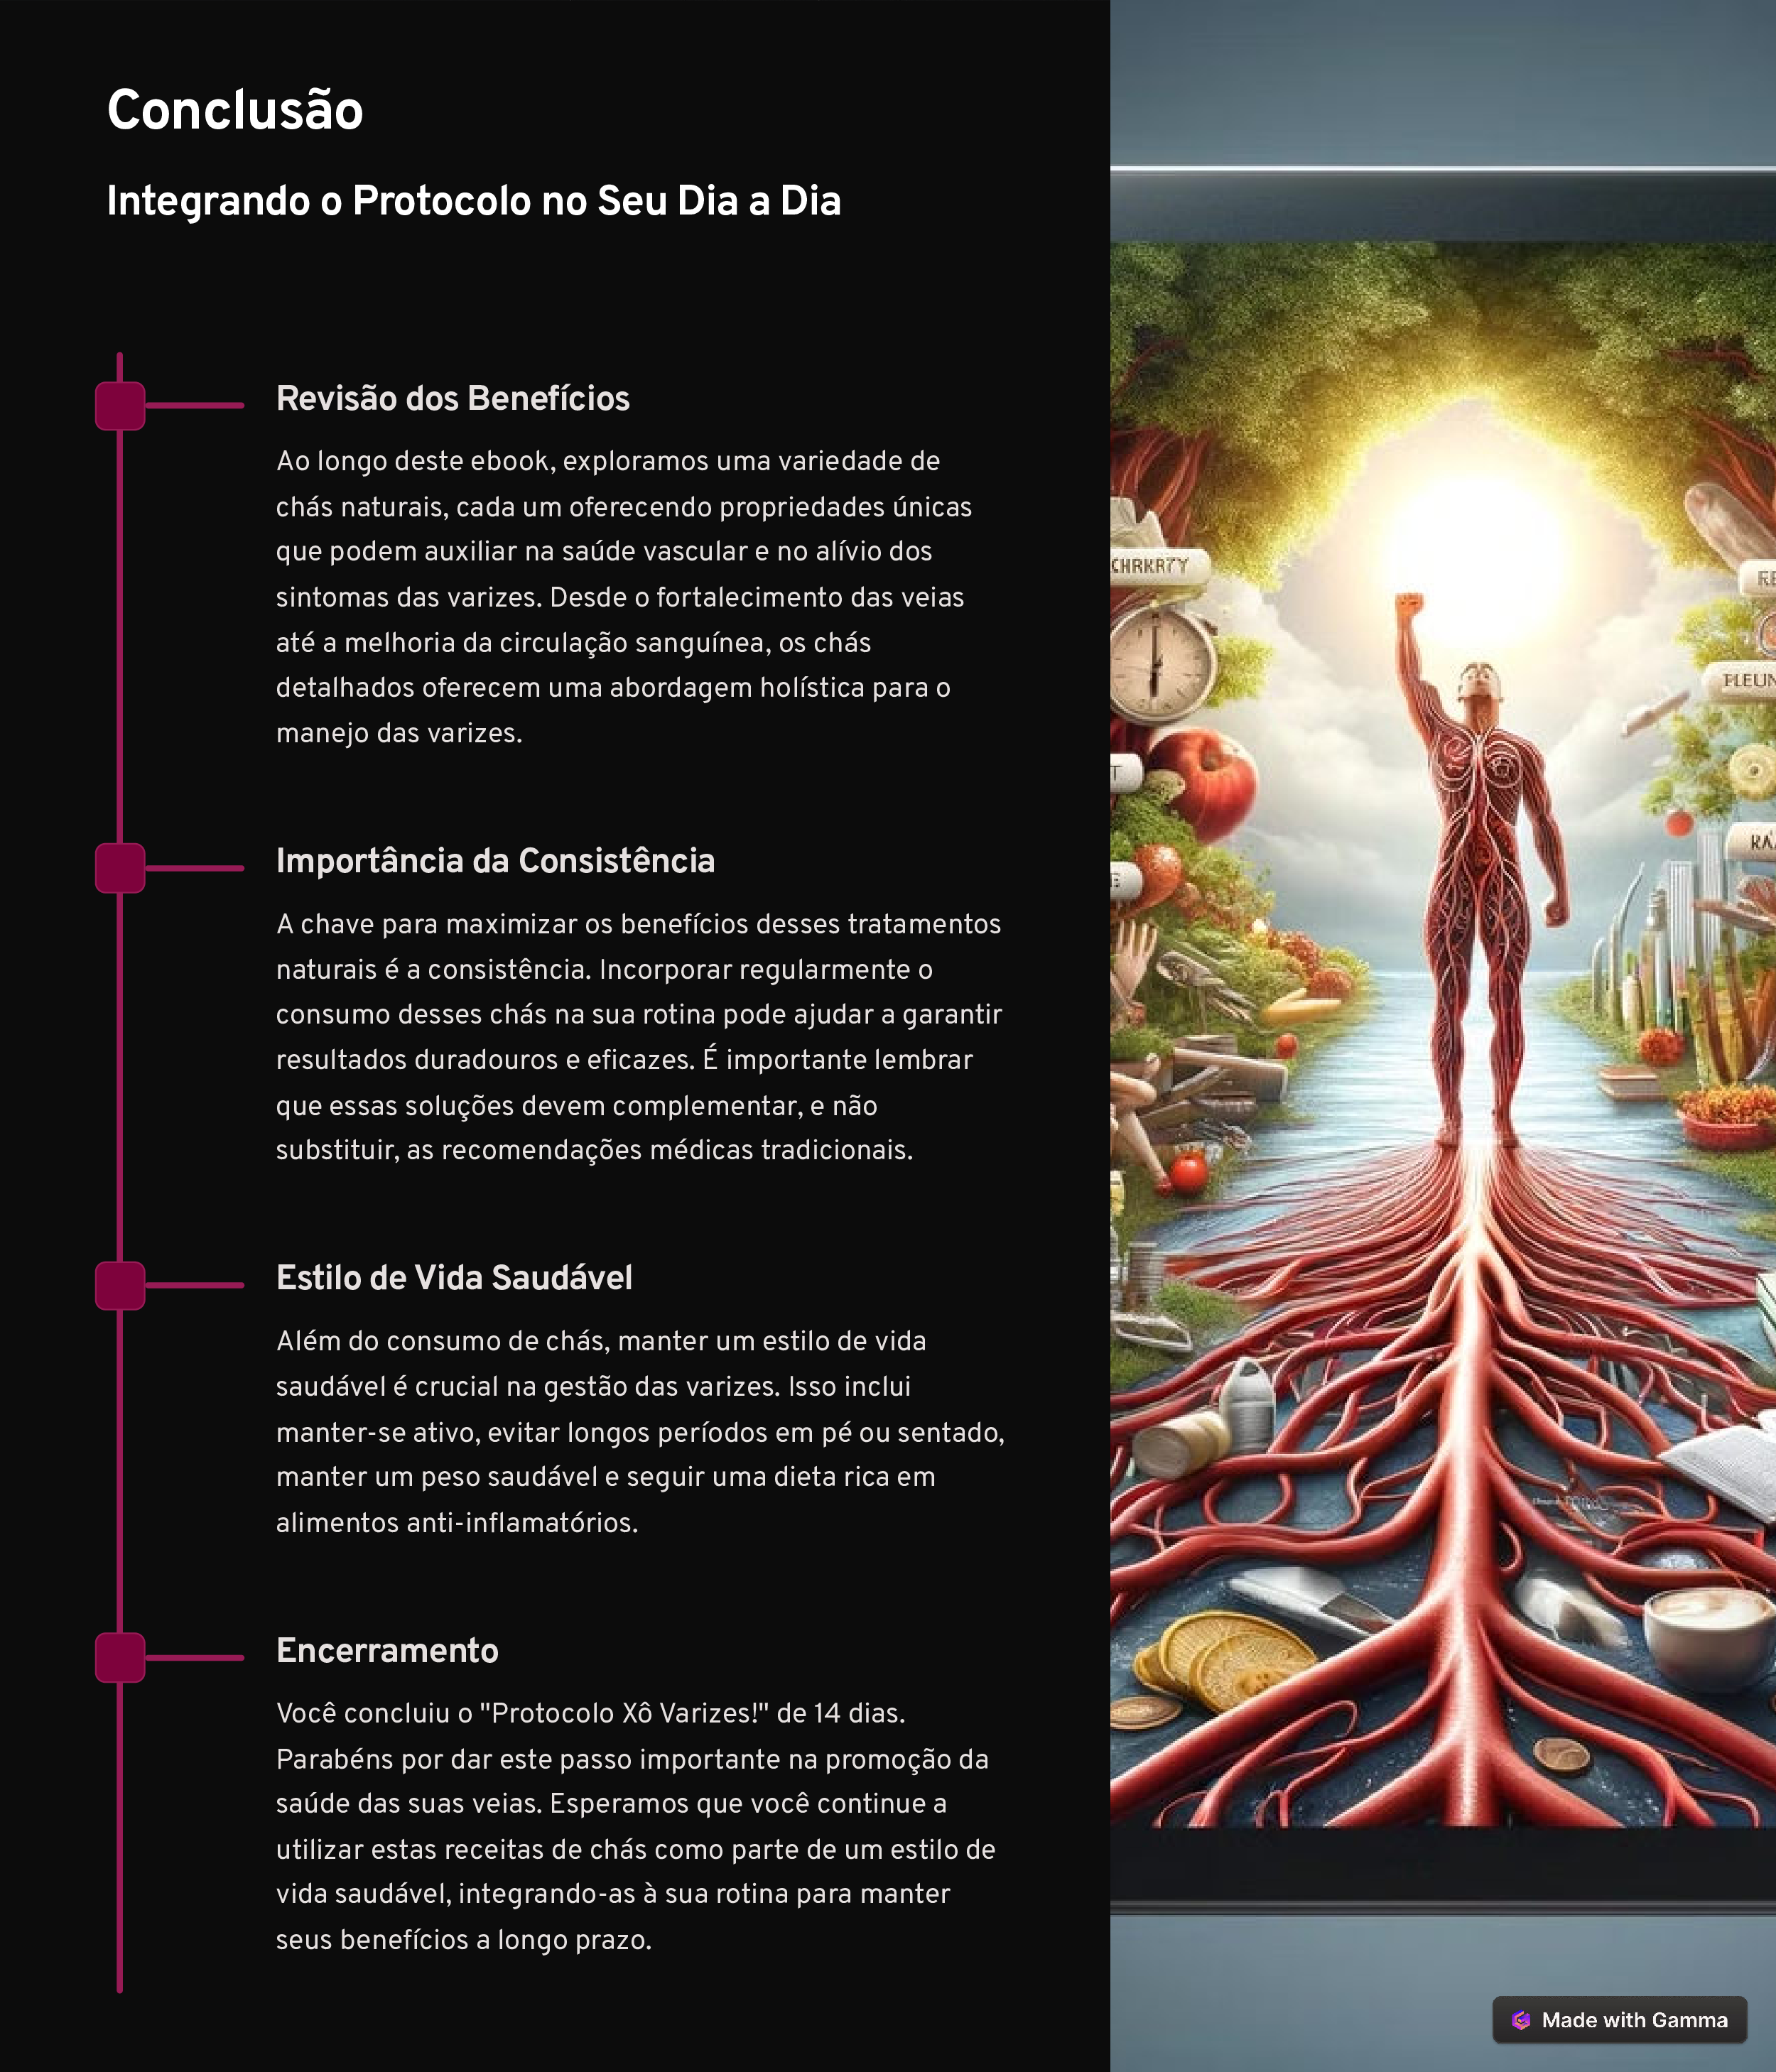 Conclusão
Integrando o Protocolo no Seu Dia a Dia
Revisão dos Benefícios
Ao longo deste ebook, exploramos uma variedade de
chás naturais, cada um oferecendo propriedades únicas
que podem auxiliar na saúde vascular e no alívio dos
sintomas das varizes. Desde o fortalecimento das veias
até a melhoria da circulação sanguínea, os chás
detalhados oferecem uma abordagem holística para o
manejo das varizes.
Importância da Consistência
A chave para maximizar os benefícios desses tratamentos
naturais é a consistência. Incorporar regularmente o
consumo desses chás na sua rotina pode ajudar a garantir
resultados duradouros e eficazes. É importante lembrar
que essas soluções devem complementar, e não
substituir, as recomendações médicas tradicionais.
Estilo de Vida Saudável
Além do consumo de chás, manter um estilo de vida
saudável é crucial na gestão das varizes. Isso inclui
manter-se ativo, evitar longos períodos em pé ou sentado,
manter um peso saudável e seguir uma dieta rica em
alimentos anti-inflamatórios.
Encerramento
Você concluiu o "Protocolo Xô Varizes!" de 14 dias.
Parabéns por dar este passo importante na promoção da
saúde das suas veias. Esperamos que você continue a
utilizar estas receitas de chás como parte de um estilo de
vida saudável, integrando-as à sua rotina para manter
seus benefícios a longo prazo.
Made with Gamma